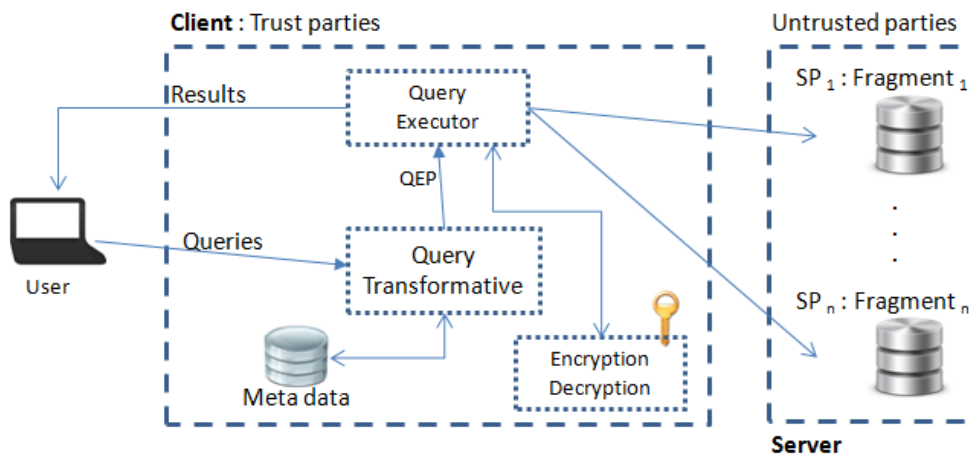 Client : Trust parties
Untrusted parties
SP 1 : Fragment 1
Results
Query
Executor
QEP
Queries
Query
Transformative
User
.
.
.
SP n : Fragment n
Encryption
Decryption
Meta data
Server